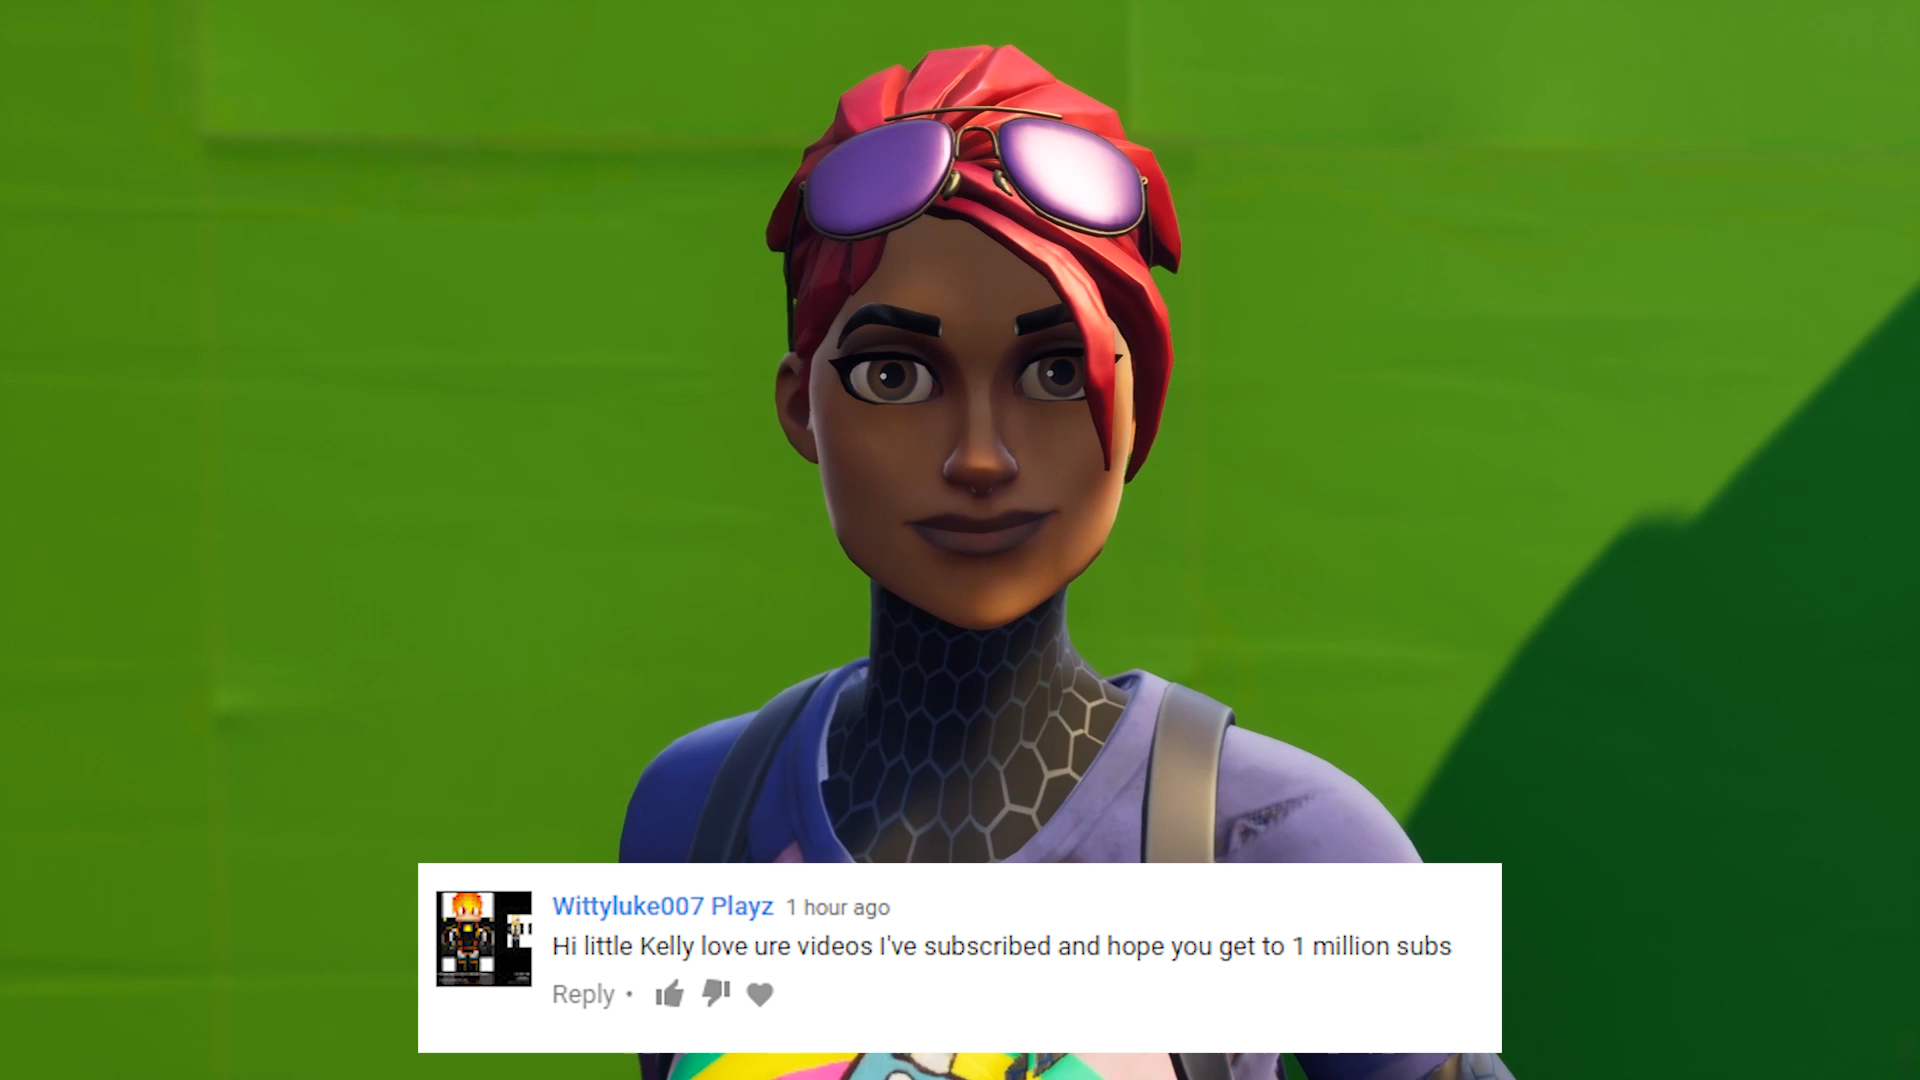 Wittyluke007 Playz 1 hour ago
Hi little Kelly love ure videos I've subscribed and hope you get to 1 million subs
Reply •